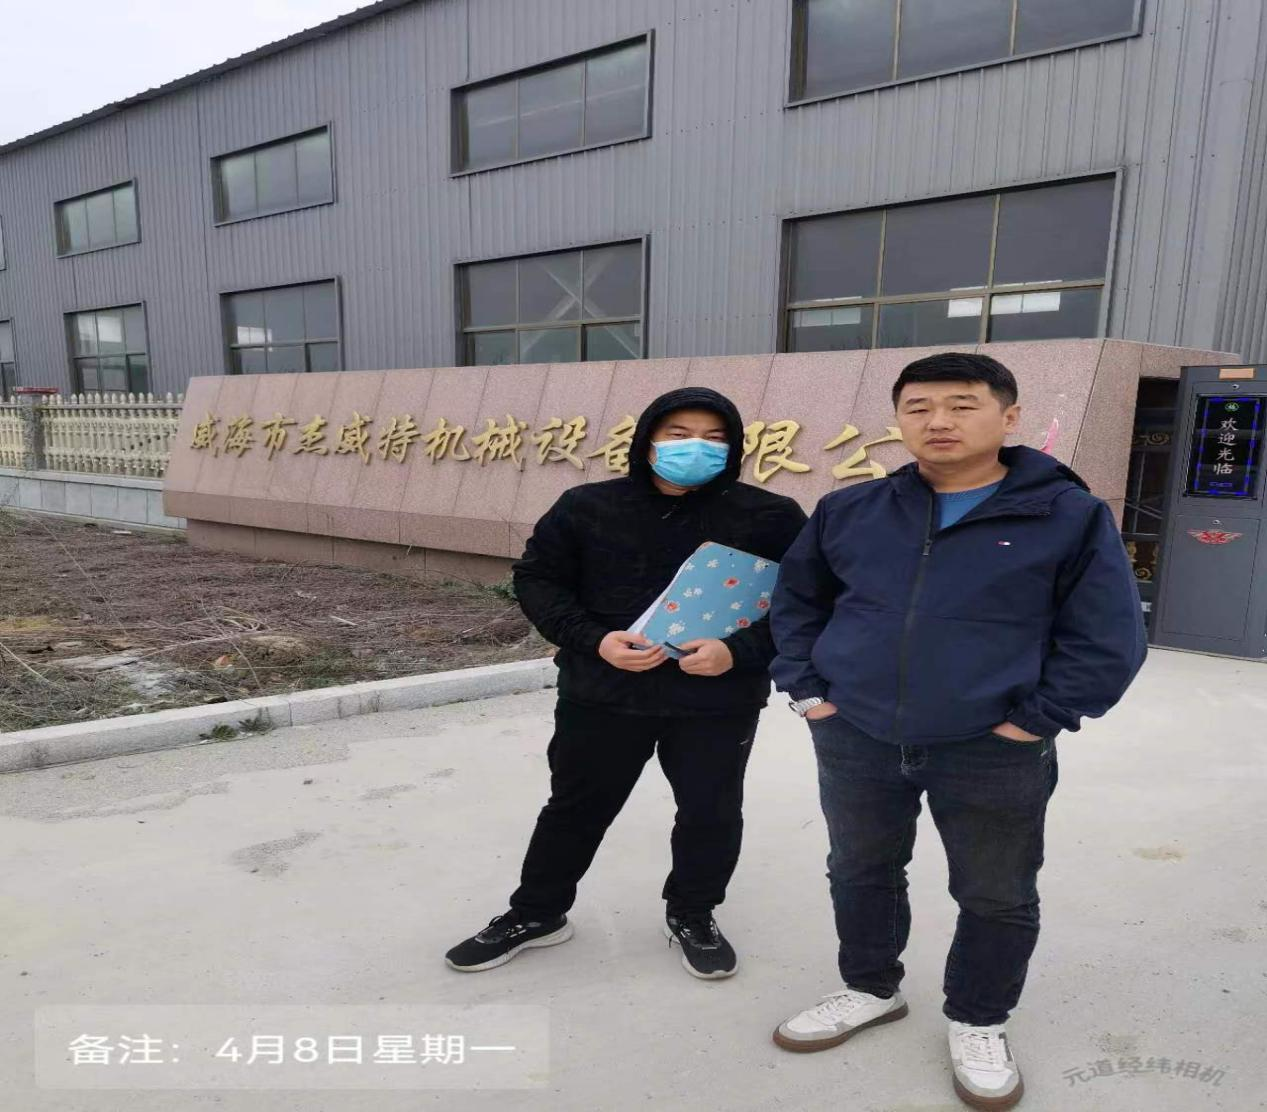 威海市杰威特机械设备限公
欢迎光临
备注：4月8日星期一
元道经纬相机